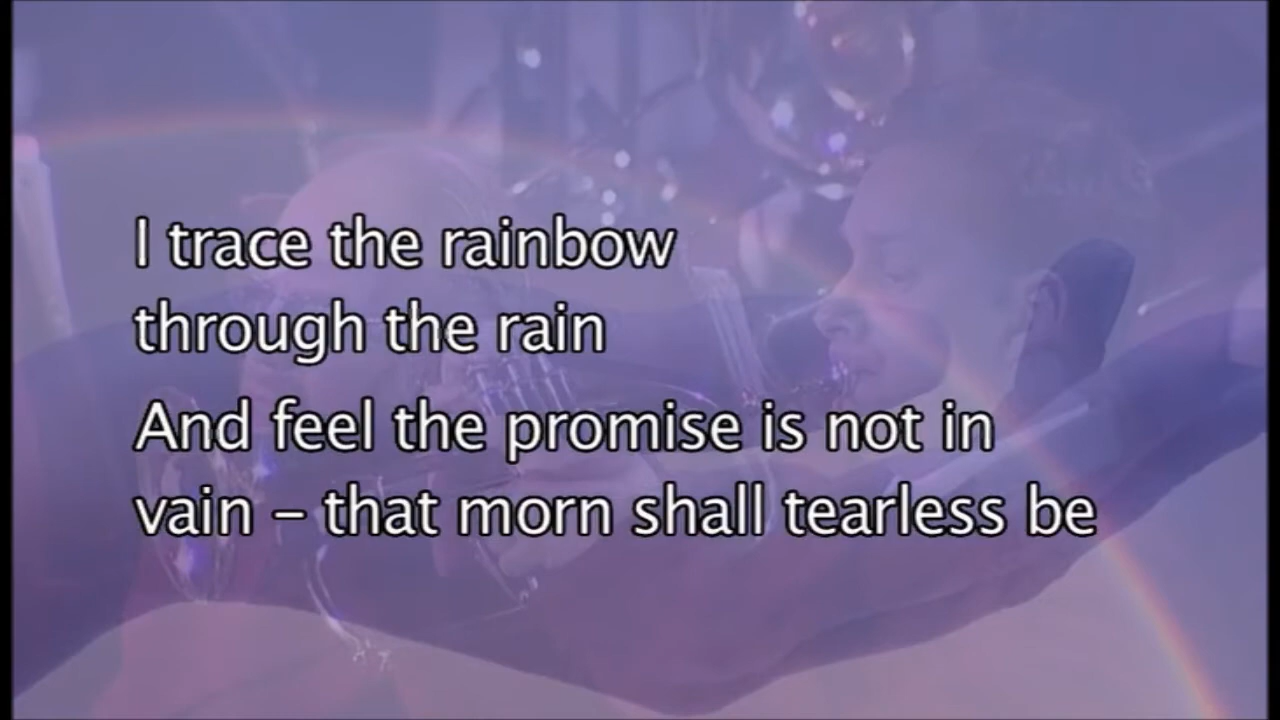 I trace the rainbow
through the rain
And feel the promise is not in
vain – that morn shall tearless be